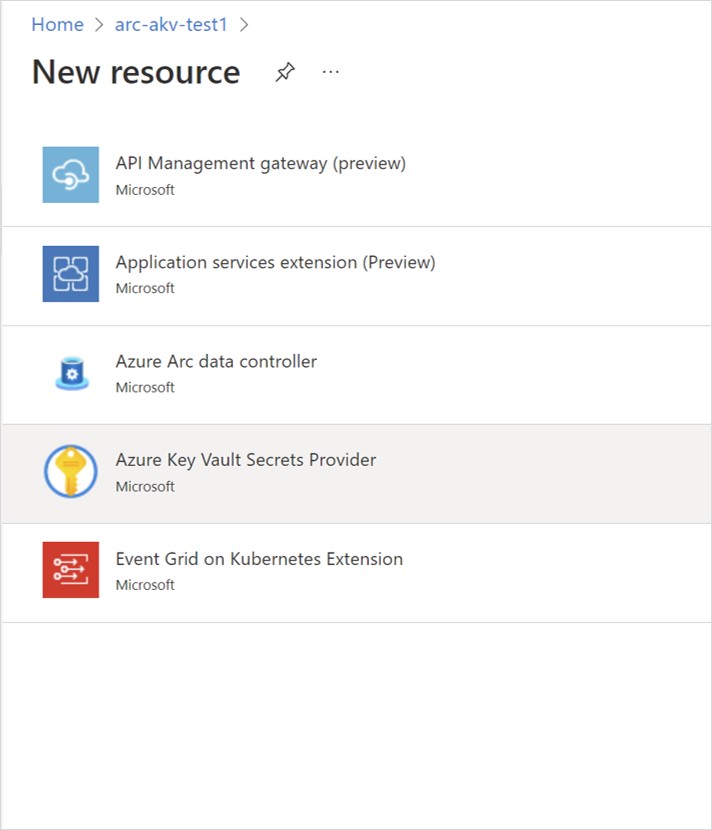 Home > arc-akv-test1 >
New resource ...
API Management gateway (preview)
Microsoft
Application services extension (Preview)
Microsoft
Azure Arc data controller
Microsoft
Azure Key Vault Secrets Provider
Microsoft
Event Grid on Kubernetes Extension
Microsoft